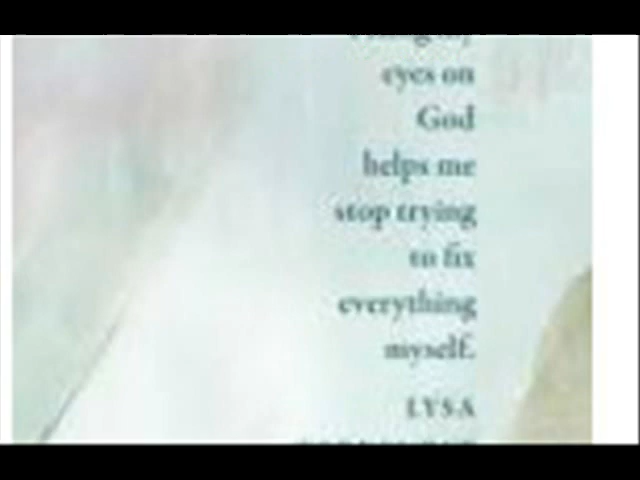 eyes on
God
helps me
stop trying
to fix
everything
myself.
LYSA